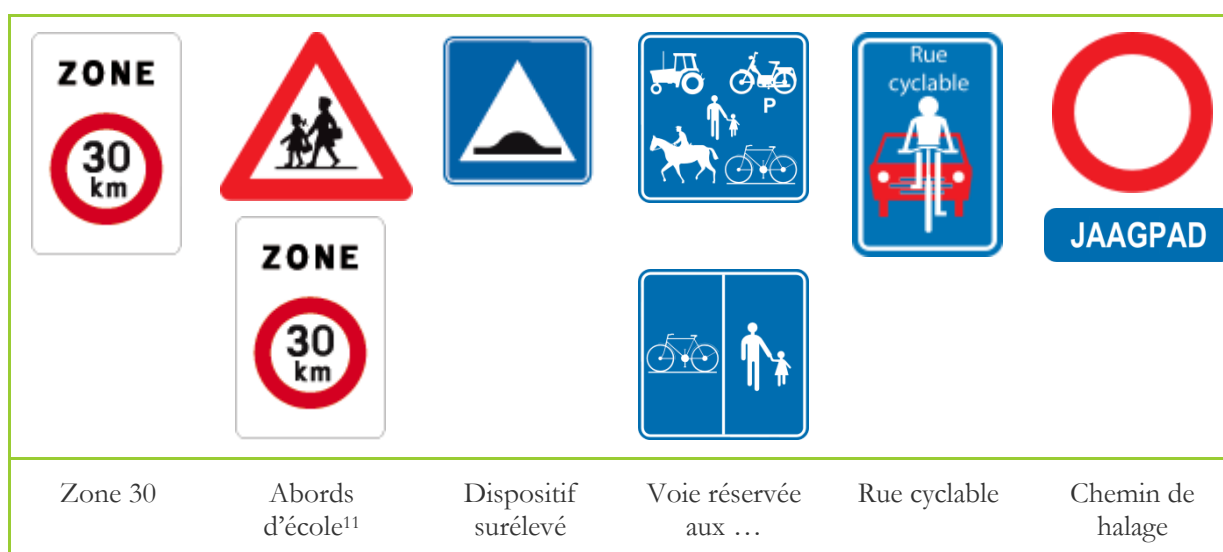 ZONE
30
km
ZONE
30
km
P
Rue
cyclable
JAAGPAD
Zone 30
Abords
d'école¹¹
Dispositif
surélevé
Voie réservée
aux …
Rue cyclable
Chemin de
halage